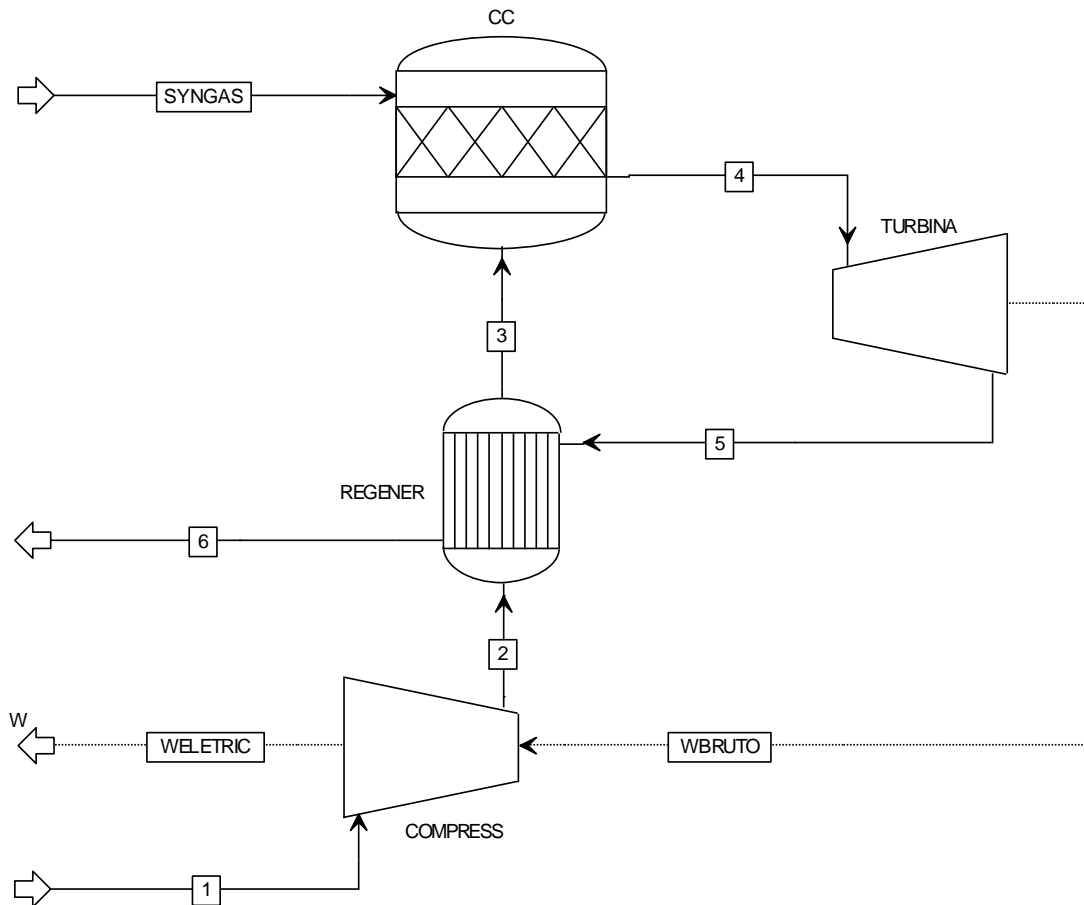 CC
SYNGAS
4
TURBINA
3
5
REGENER
6
2
W
WELETRIC
WBRUTO
COMPRESS
1